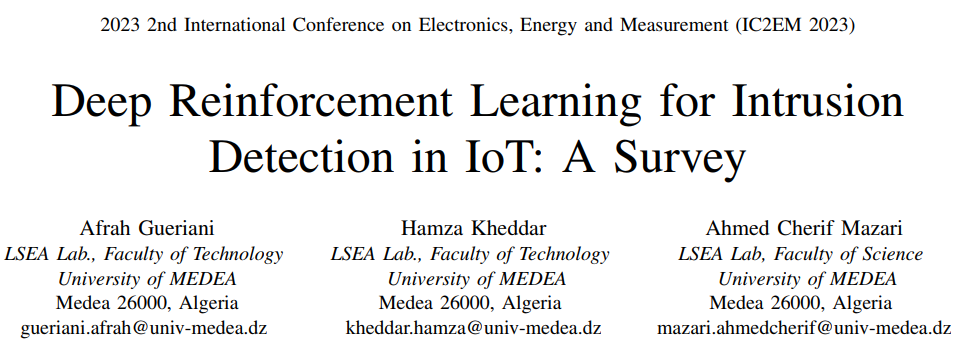 2023 2nd International Conference on Electronics, Energy and Measurement (IC2EM 2023)
Deep Reinforcement Learning for Intrusion
Detection in IoT: A Survey
Afrah Gueriani
LSEA Lab., Faculty of Technology
University of MEDEA
Medea 26000, Algeria
gueriani.afrah@univ-medea.dz
Hamza Kheddar
LSEA Lab., Faculty of Technology
University of MEDEA
Medea 26000, Algeria
kheddar.hamza@univ-medea.dz
Ahmed Cherif Mazari
LSEA Lab, Faculty of Science
University of MEDEA
Medea 26000, Algeria
mazari.ahmedcherif@univ-medea.dz